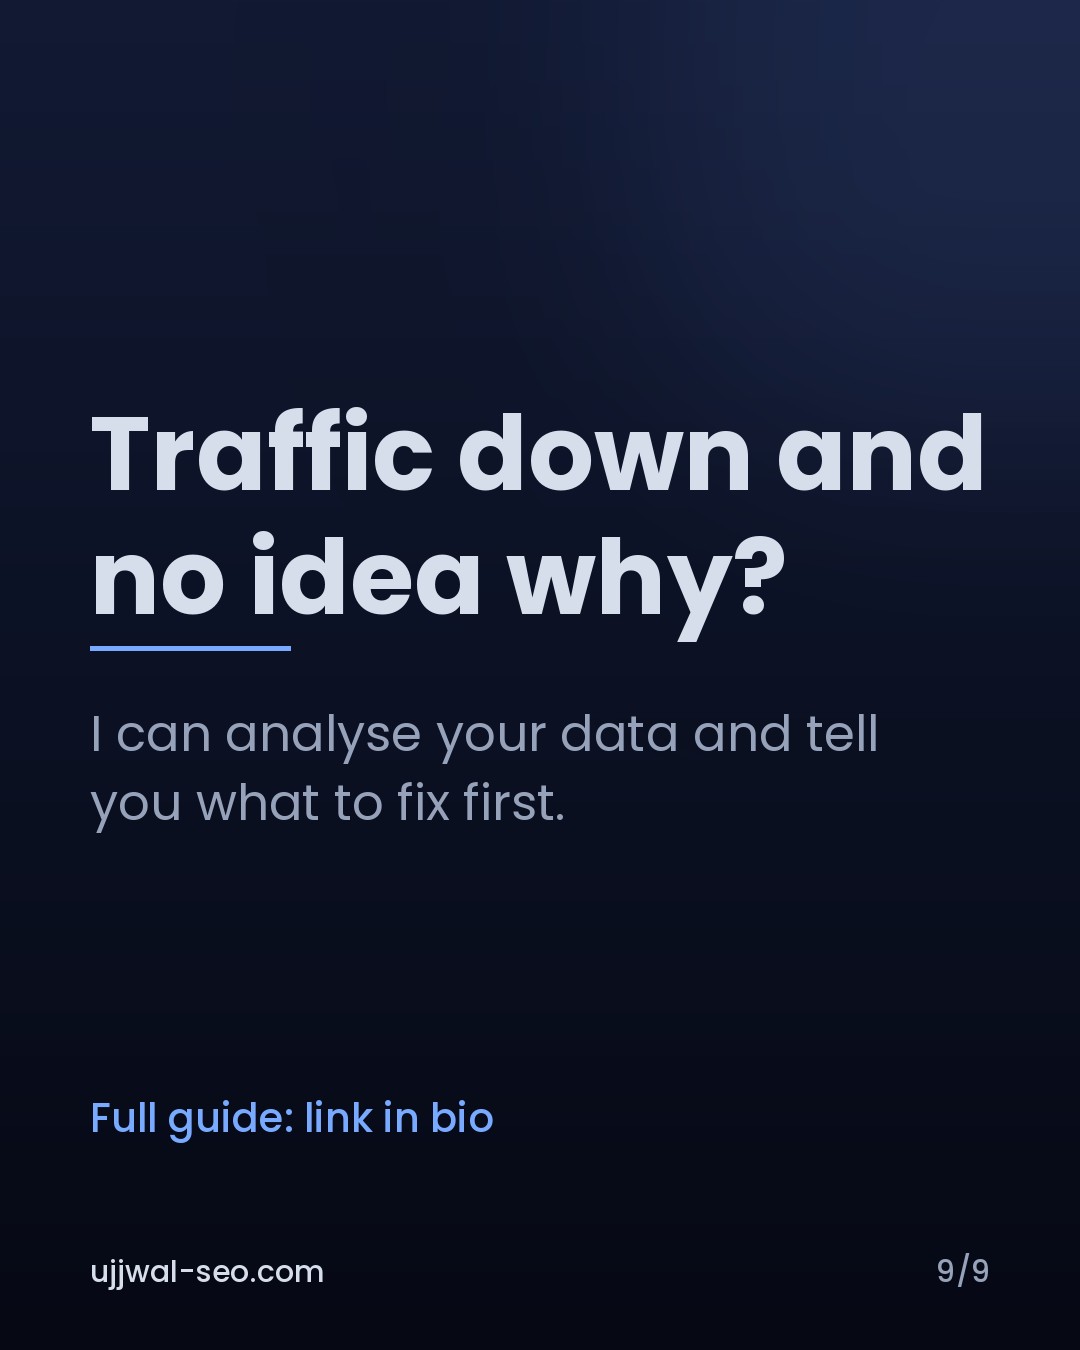 Traffic down and
no idea why?
I can analyse your data and tell
you what to fix first.
Full guide: link in bio
ujjwal-seo.com
9/9